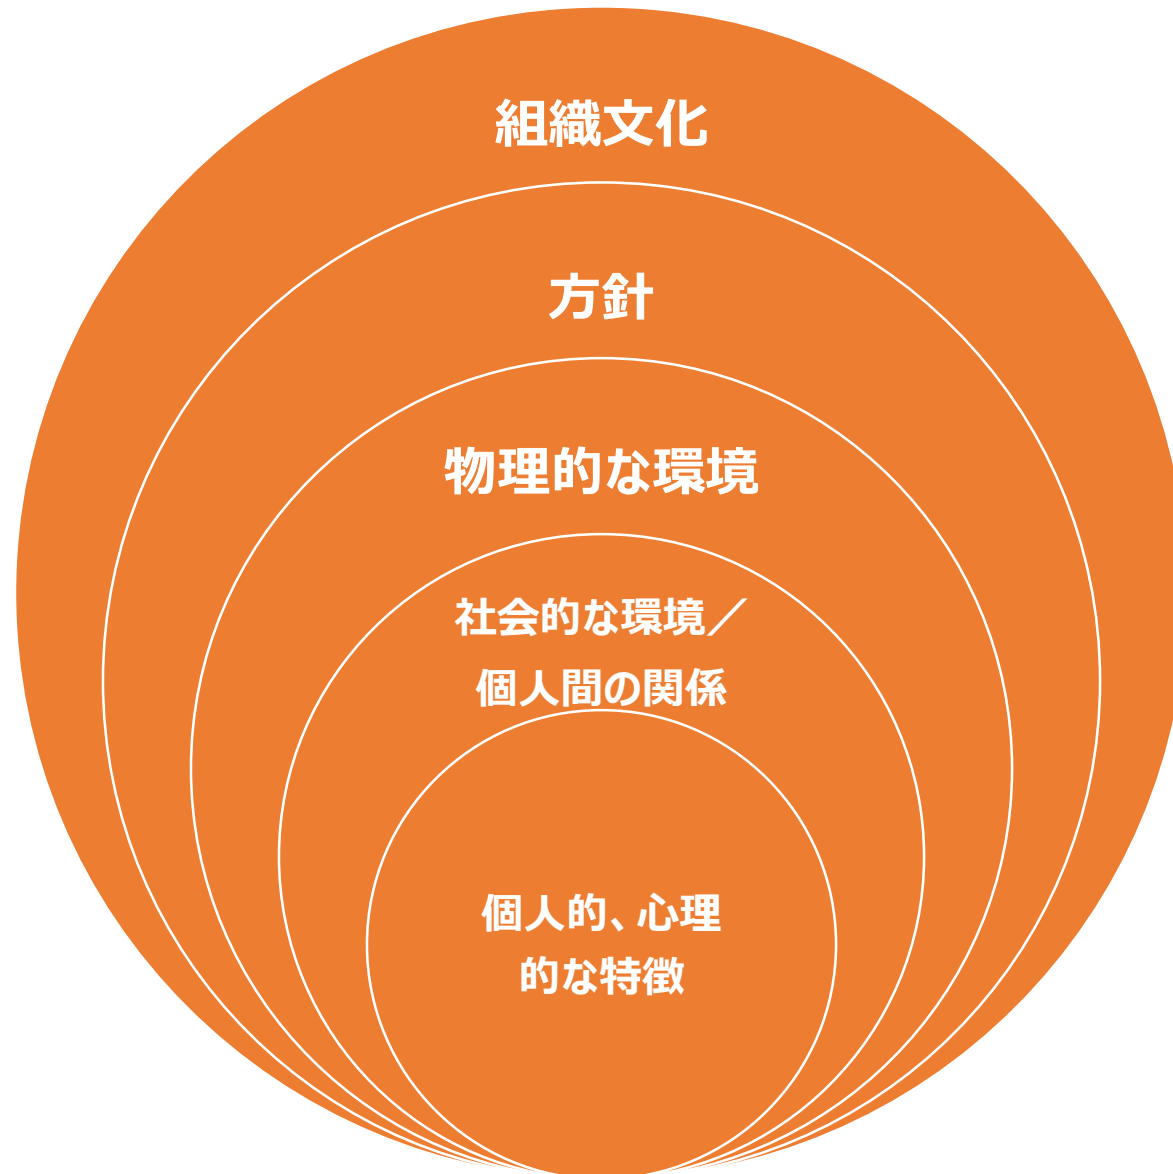 組織文化
方針
物理的な環境
社会的な環境／
個人間の関係
個人的、心理
的な特徴